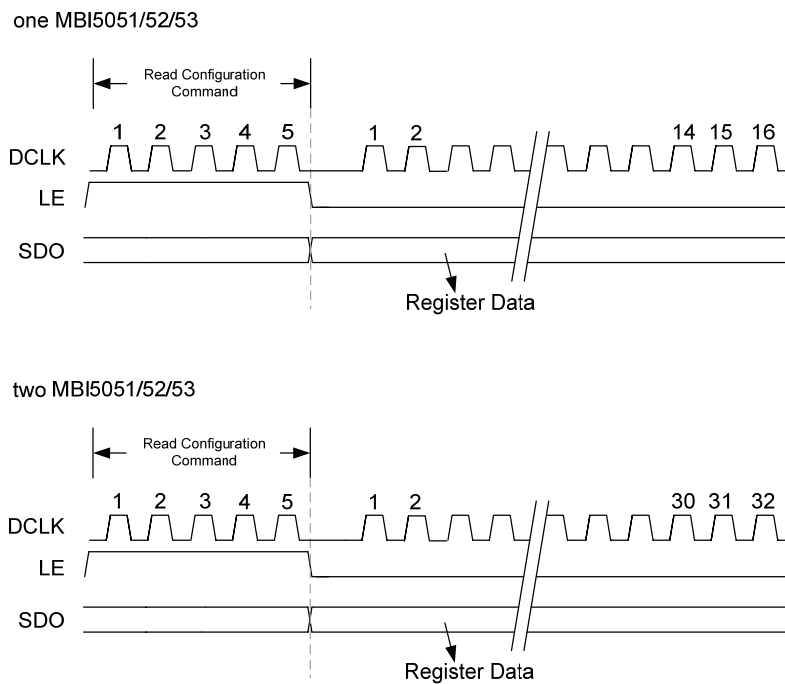 one MBI5051/52/53
Read Configuration
Command
1 2 3 4 5 1 2 14 15 16
DCLK
LE
SDO
Register Data
two MBI5051/52/53
Read Configuration
Command
1 2 3 4 5 1 2 30 31 32
DCLK
LE
SDO
Register Data